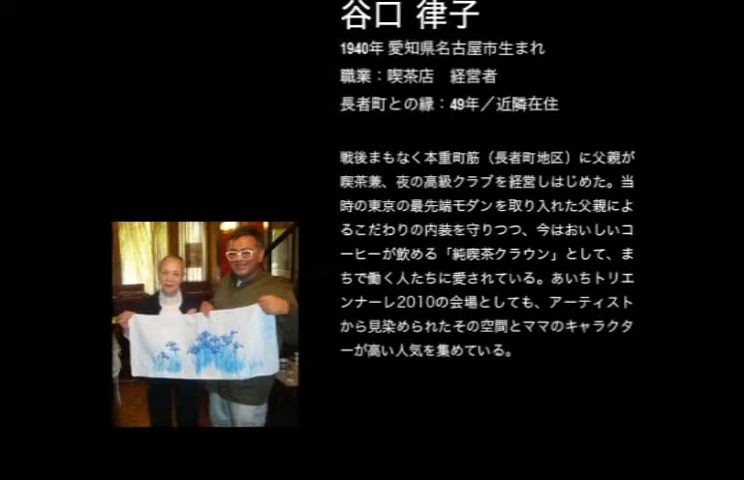 谷口 律子
1940年 愛知県名古屋市生まれ
職業：喫茶店　経営者
長者町との縁：49年／近隣在住
戦後まもなく本重町筋（長者町地区）に父親が
喫茶兼、夜の高級クラブを経営しはじめた。当
時の東京の最先端モダンを取り入れた父親によ
るこだわりの内装を守りつつ、今はおいしいコ
ーヒーが飲める「純喫茶クラウン」として、ま
ちで働く人たちに愛されている。あいちトリエ
ンナーレ2010の会場としても、アーティスト
から見染められたその空間とママのキャラクタ
ーが高い人気を集めている。